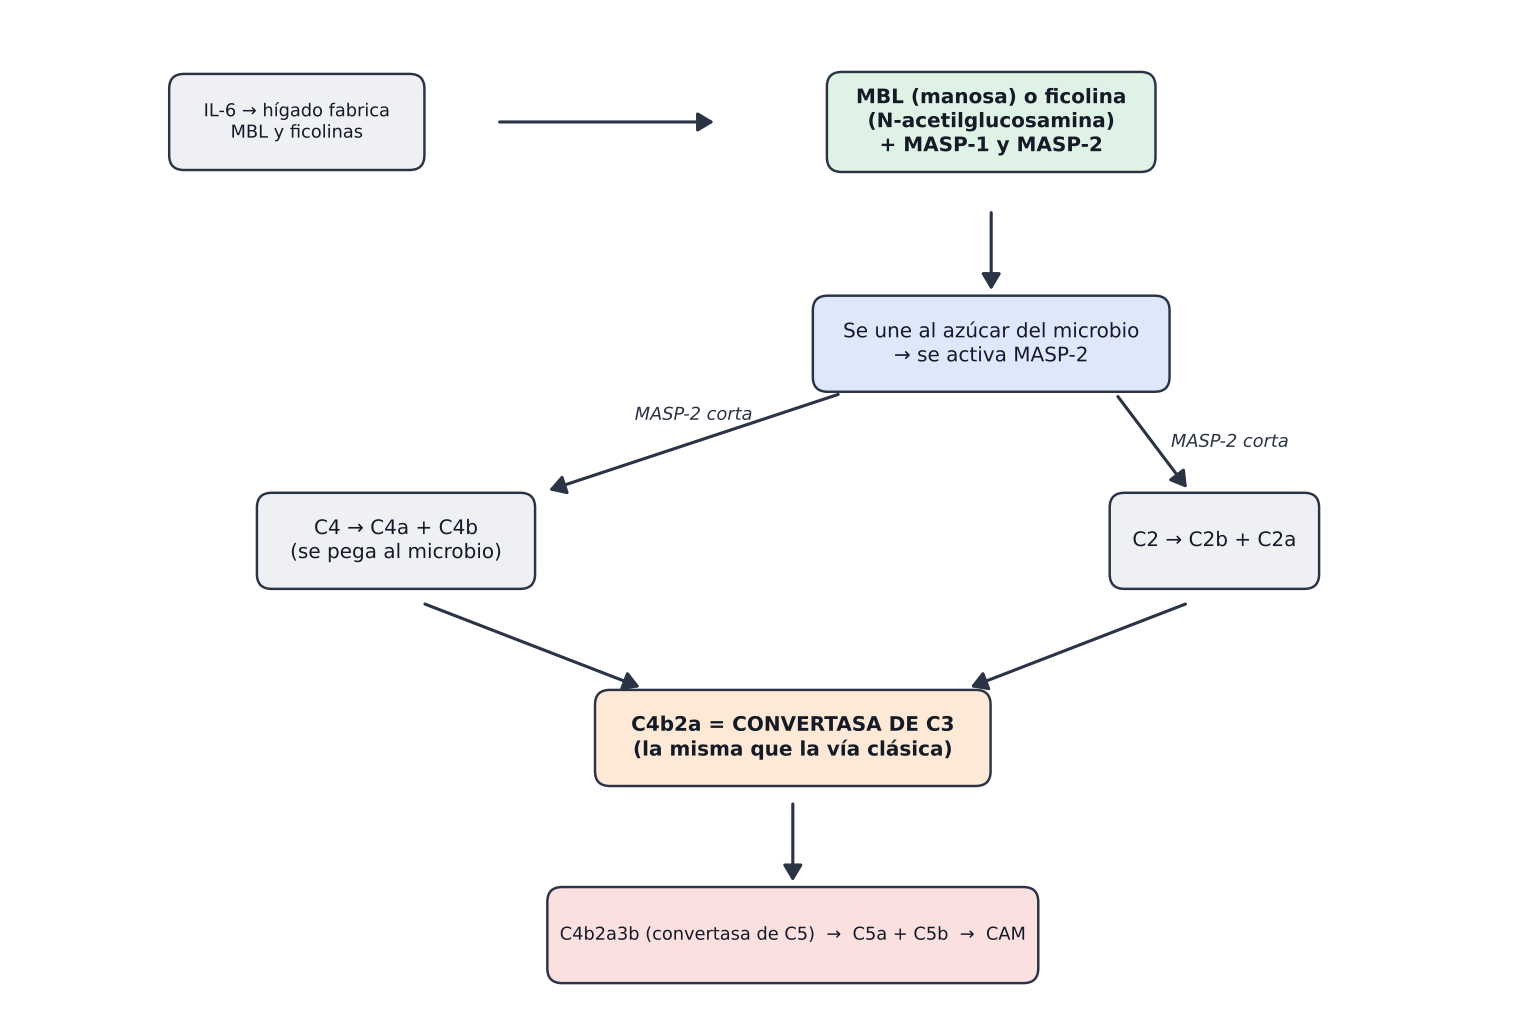 IL-6 → hígado fabrica
MBL y ficolinas
MBL (manosa) o ficolina
(N-acetilglucosamina)
+ MASP-1 y MASP-2
Se une al azúcar del microbio
→ se activa MASP-2
MASP-2 corta
MASP-2 corta
C4 → C4a + C4b
(se pega al microbio)
C2 → C2b + C2a
C4b2a = CONVERTASA DE C3
(la misma que la vía clásica)
C4b2a3b (convertasa de C5) → C5a + C5b → CAM